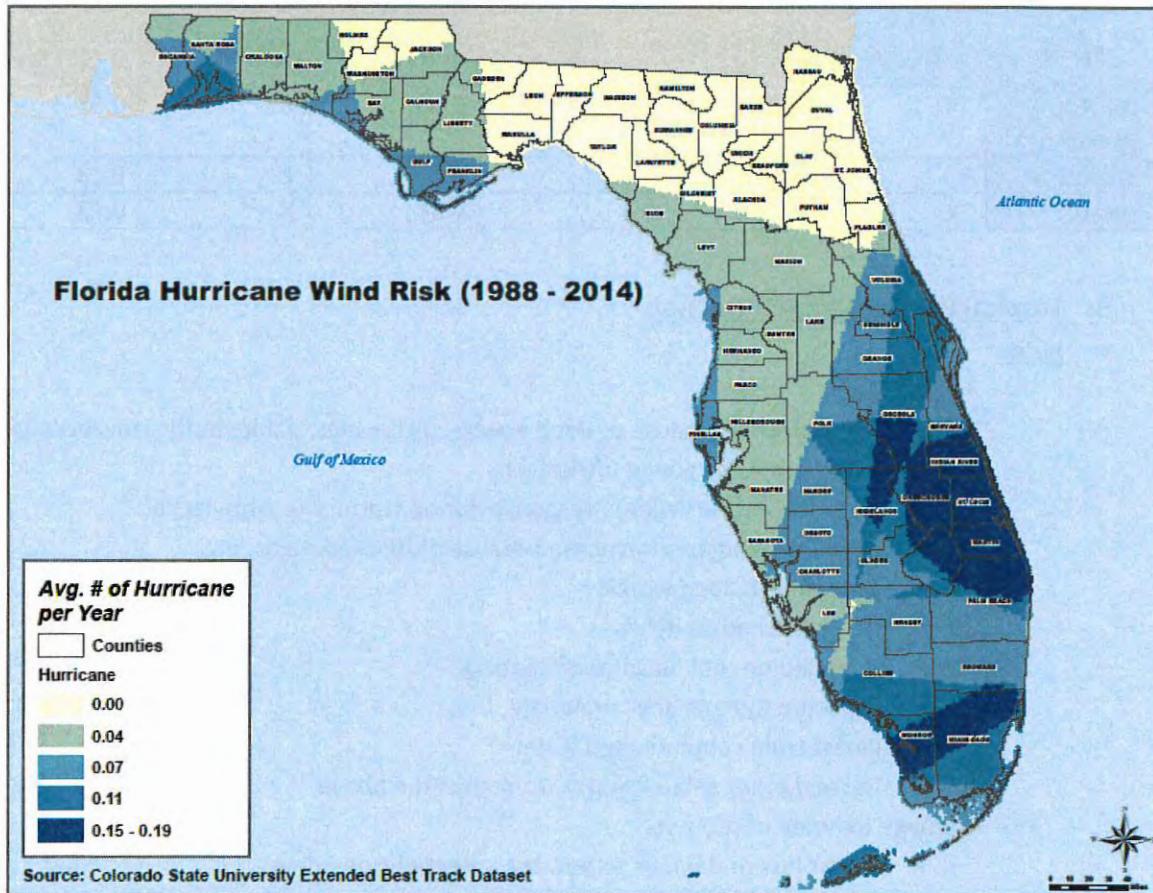 HOLMES
JACKSON
SANTA ROSA
ESCAMBIA
OKALOOSA
WALTON
WASHINGTON
BAY
CALHOUN
GADSDEN
LIBERTY
GULF
FRANKLIN
LEON
JEFFERSON
MADISON
HAMILTON
WAKULLA
TAYLOR
LAFAYETTE
SUWANNEE
COLUMBIA
BAKER
NASSAU
DUVAL
UNION
BRADFORD
CLAY
ST. JOHNS
GILCHRIST
ALACHUA
PUTNAM
FLAGLER
DIXIE
LEVY
MARION
Atlantic Ocean
VOLUSIA
Florida Hurricane Wind Risk (1988 - 2014)
CITRUS
SUMTER
LAKE
SEMINOLE
HERNANDO
ORANGE
PASCO
OSCEOLA
BREVARD
HILLSBOROUGH
POLK
PINELLAS
Gulf of Mexico
INDIAN RIVER
MANATEE
HARDEE
OKEECHOBEE
ST. LUCIE
HIGHLANDS
SARASOTA
DESOTO
MARTIN
CHARLOTTE
GLADES
LEE
HENDRY
PALM BEACH
COLLIER
BROWARD
MONROE
MIAMI-DADE
Avg. # of Hurricane
per Year
Counties
Hurricane
0.00
0.04
0.07
0.11
0.15 - 0.19
Source: Colorado State University Extended Best Track Dataset